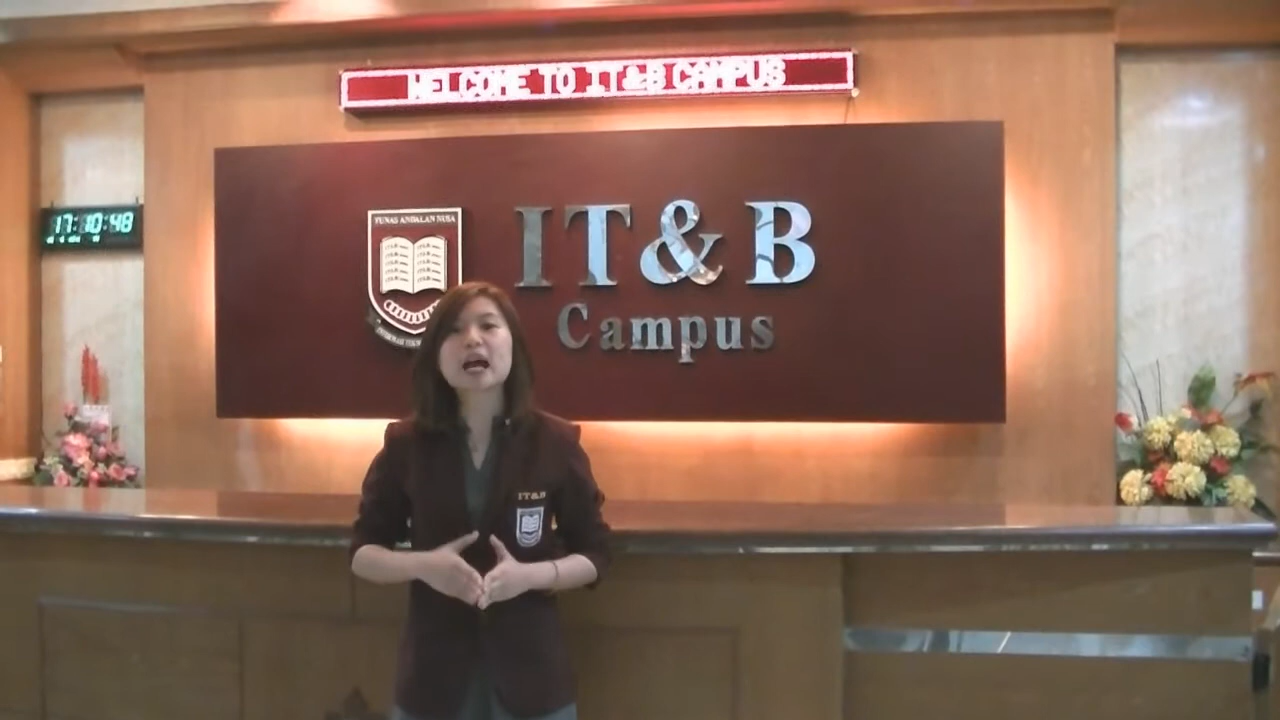 WELCOME TO IT&B CAMPUS
17:10:48
TUNAS ANDALAN NUSA
IT&B
Campus
IT&B